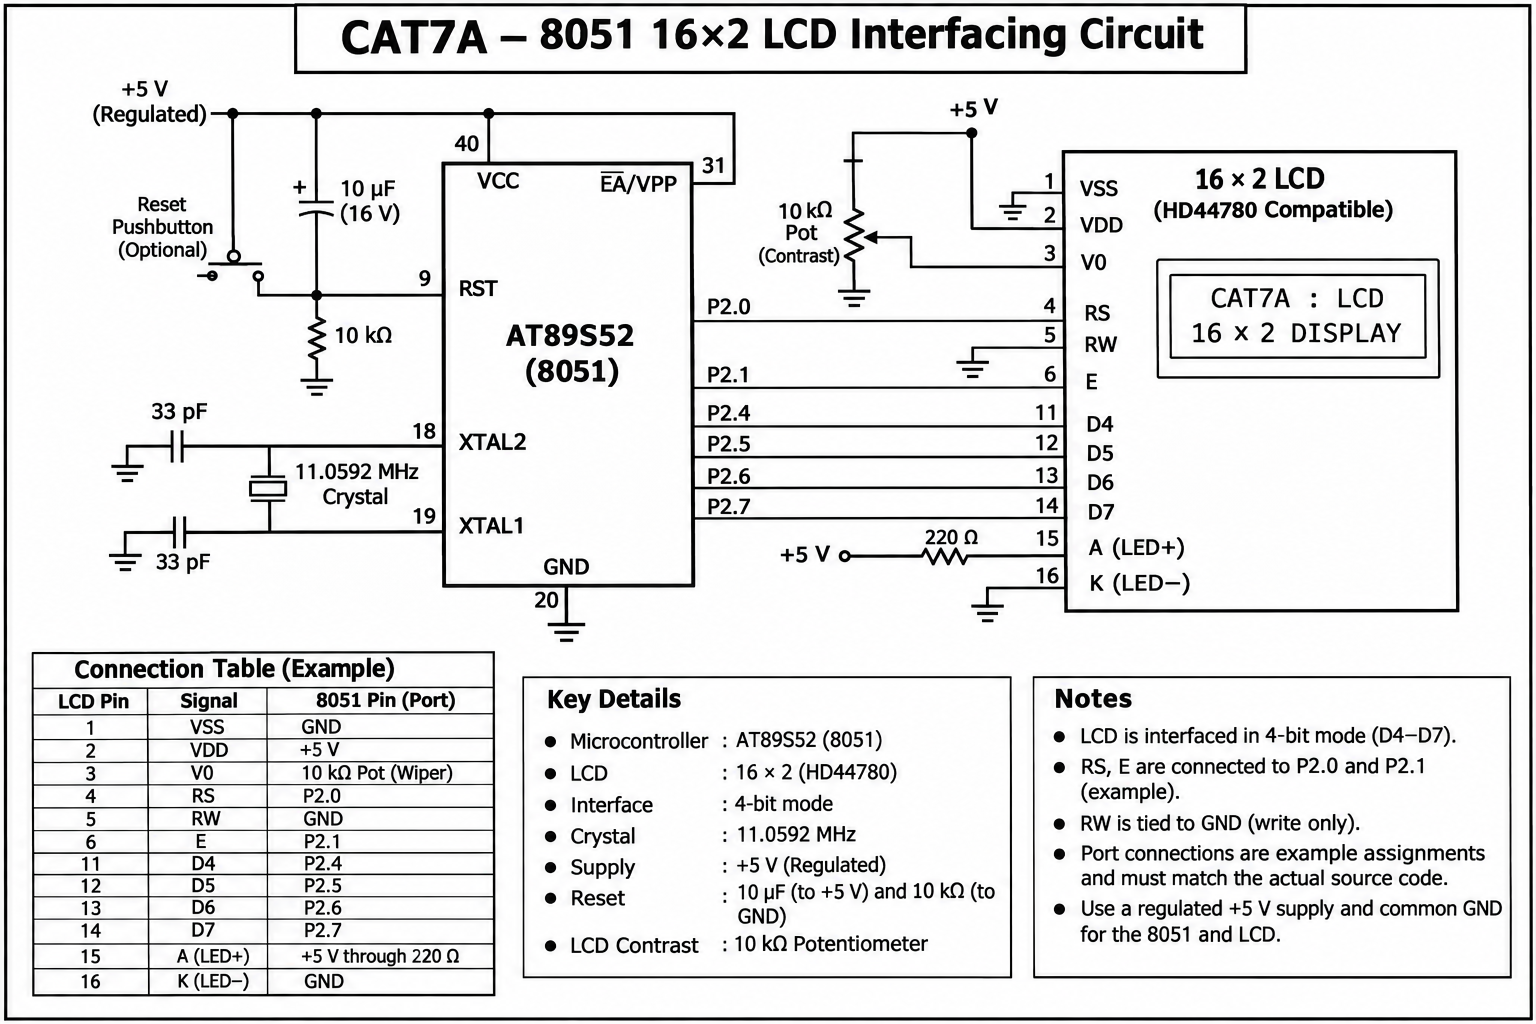 CAT7A – 8051 16×2 LCD Interfacing Circuit
+5 V
(Regulated)
40
VCC
E̅A̅/VPP
31
+
10 µF
(16 V)
Reset
Pushbutton
(Optional)
9
RST
10 kΩ
AT89S52
(8051)
33 pF
18
XTAL2
11.0592 MHz
Crystal
19
XTAL1
33 pF
GND
20
+5 V
10 kΩ
Pot
(Contrast)
16 × 2 LCD
(HD44780 Compatible)
CAT7A : LCD
16 × 2 DISPLAY
1 VSS
2 VDD
3 V0
P2.0 4 RS
5 RW
P2.1 6 E
P2.4 11 D4
P2.5 12 D5
P2.6 13 D6
P2.7 14 D7
+5 V 220 Ω 15 A (LED+)
16 K (LED−)
Connection Table (Example)
LCD Pin Signal 8051 Pin (Port)
1 VSS GND
2 VDD +5 V
3 V0 10 kΩ Pot (Wiper)
4 RS P2.0
5 RW GND
6 E P2.1
11 D4 P2.4
12 D5 P2.5
13 D6 P2.6
14 D7 P2.7
15 A (LED+) +5 V through 220 Ω
16 K (LED−) GND
Key Details
● Microcontroller : AT89S52 (8051)
● LCD : 16 × 2 (HD44780)
● Interface : 4-bit mode
● Crystal : 11.0592 MHz
● Supply : +5 V (Regulated)
● Reset : 10 µF (to +5 V) and 10 kΩ (to
GND)
● LCD Contrast : 10 kΩ Potentiometer
Notes
● LCD is interfaced in 4-bit mode (D4–D7).
● RS, E are connected to P2.0 and P2.1
(example).
● RW is tied to GND (write only).
● Port connections are example assignments
and must match the actual source code.
● Use a regulated +5 V supply and common GND
for the 8051 and LCD.